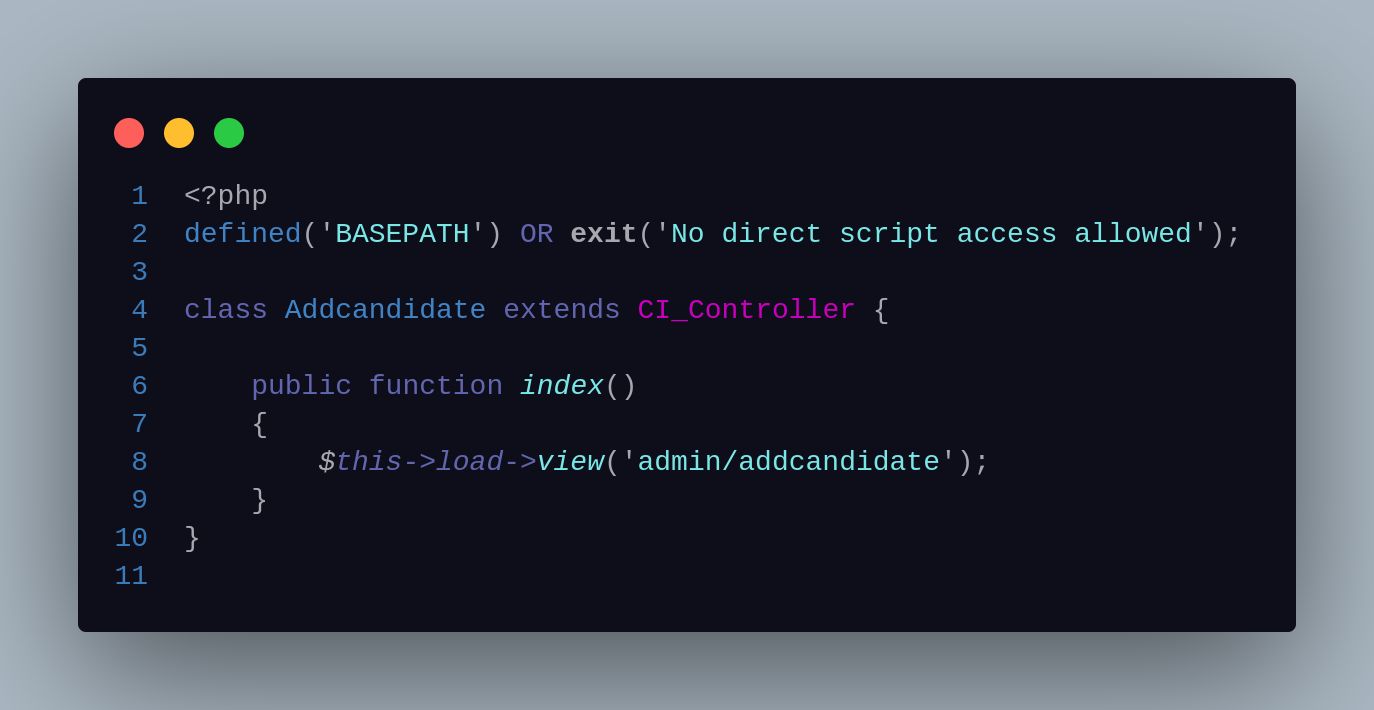 1 <?php
2 defined('BASEPATH') OR exit('No direct script access allowed');
3
4 class Addcandidate extends CI_Controller {
5
6     public function index()
7     {
8         $this->load->view('admin/addcandidate');
9     }
10 }
11